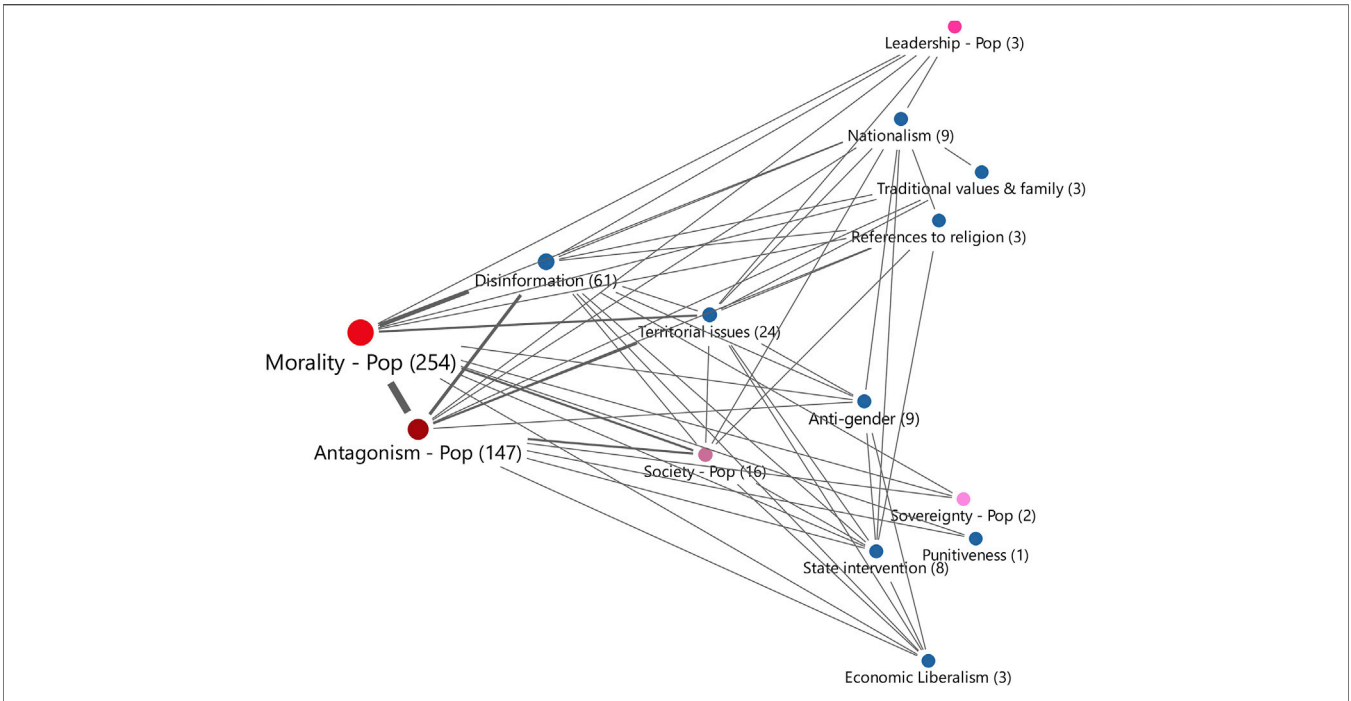 Leadership - Pop (3)
Nationalism (9)
Traditional values & family (3)
References to religion (3)
Disinformation (61)
Territorial issues (24)
Morality - Pop (254)
Anti-gender (9)
Antagonism - Pop (147)
Society - Pop (16)
Sovereignty - Pop (2)
Punitiveness (1)
State intervention (8)
Economic Liberalism (3)